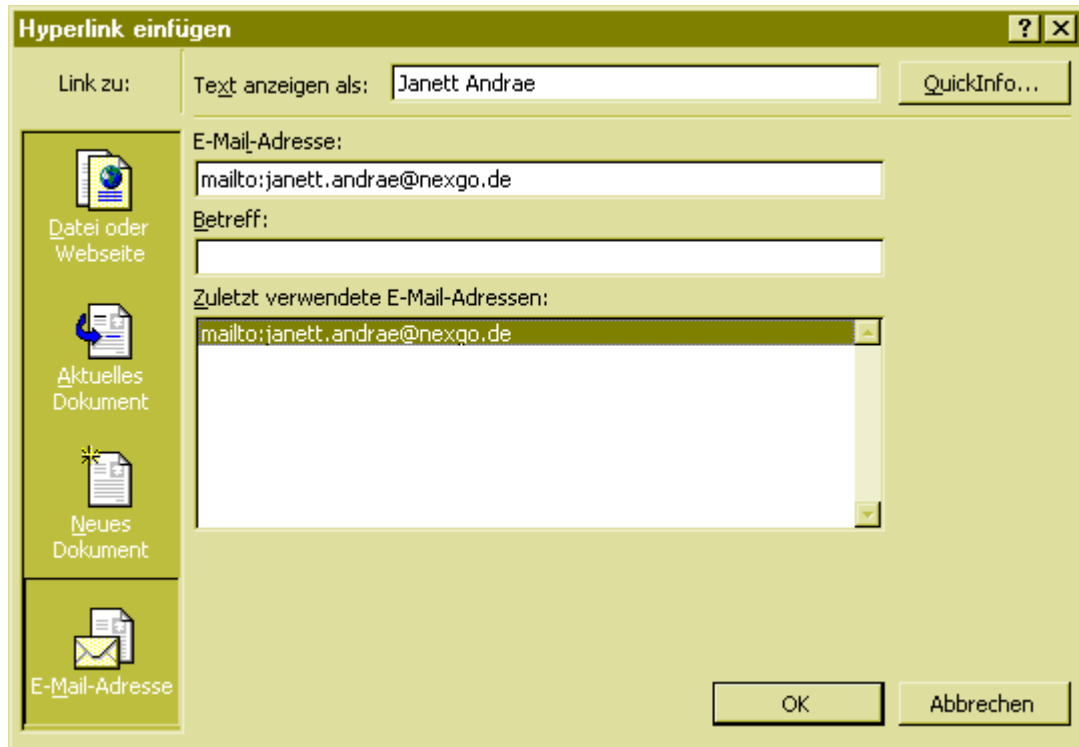 Hyperlink einfügen
Link zu:
Text anzeigen als:
Janett Andrae
QuickInfo...
Datei oder
Webseite
Aktuelles
Dokument
Neues
Dokument
E-Mail-Adresse
E-Mail-Adresse:
mailto:janett.andrae@nexgo.de
Betreff:
Zuletzt verwendete E-Mail-Adressen:
mailto:janett.andrae@nexgo.de
OK
Abbrechen